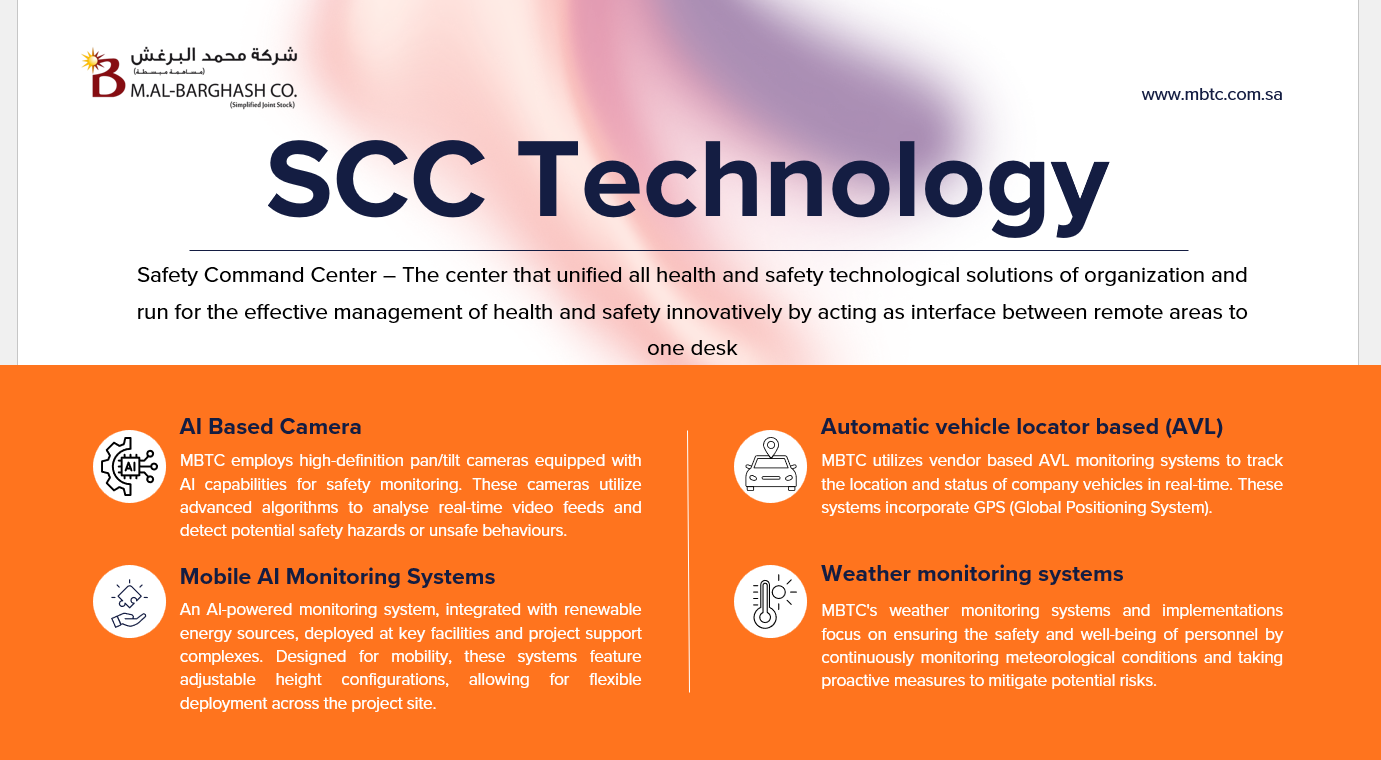 شركة محمد البرغش
(مساهمة مبسطة)
M.AL-BARGHASH CO.
(Simplified Joint Stock)
www.mbtc.com.sa
SCC Technology
Safety Command Center – The center that unified all health and safety technological solutions of organization and
run for the effective management of health and safety innovatively by acting as interface between remote areas to
one desk
AI Based Camera
MBTC employs high-definition pan/tilt cameras equipped with
AI capabilities for safety monitoring. These cameras utilize
advanced algorithms to analyse real-time video feeds and
detect potential safety hazards or unsafe behaviours.
AI
Mobile AI Monitoring Systems
An AI-powered monitoring system, integrated with renewable
energy sources, deployed at key facilities and project support
complexes. Designed for mobility, these systems feature
adjustable height configurations, allowing for flexible
deployment across the project site.
Automatic vehicle locator based (AVL)
MBTC utilizes vendor based AVL monitoring systems to track
the location and status of company vehicles in real-time. These
systems incorporate GPS (Global Positioning System).
Weather monitoring systems
MBTC's weather monitoring systems and implementations
focus on ensuring the safety and well-being of personnel by
continuously monitoring meteorological conditions and taking
proactive measures to mitigate potential risks.